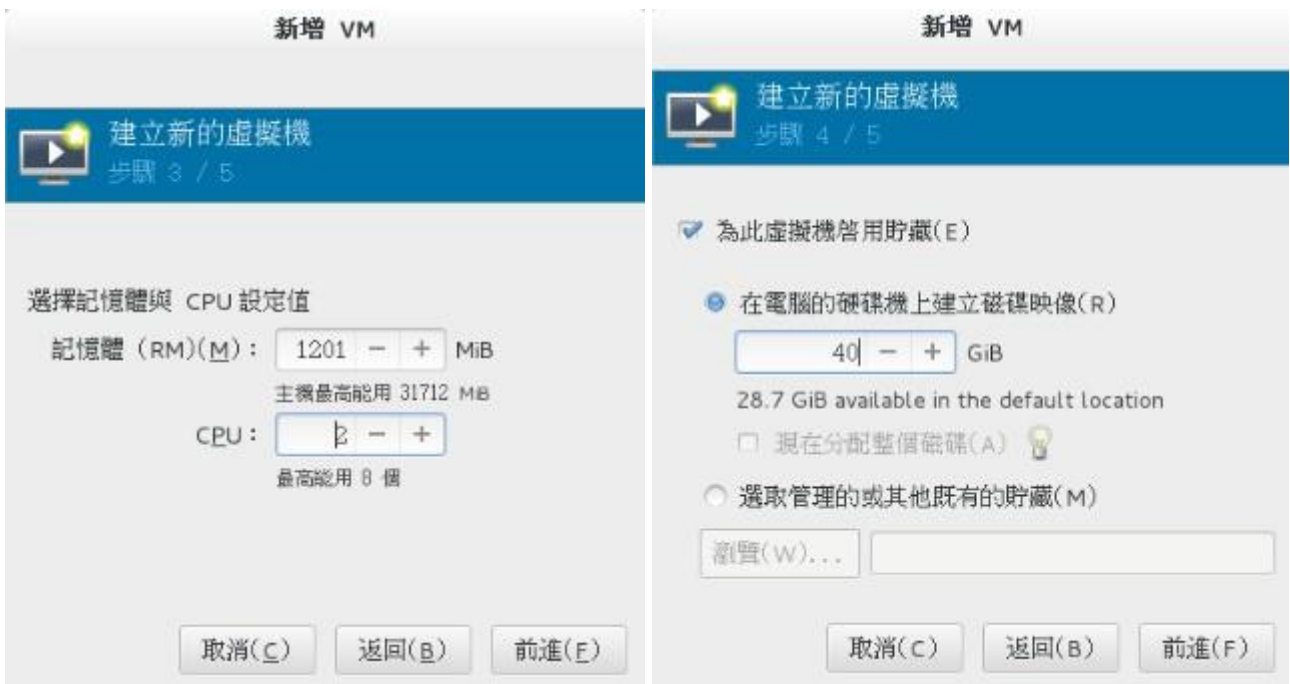 新增 VM
建立新的虛擬機
步驟 3 / 5
選擇記憶體與 CPU 設定值
記憶體 (RM)(M): 1201 − + MiB
主機最高能用 31712 MiB
CPU: 2 − +
最高能用 8 個
取消(C) 返回(B) 前進(F)
新增 VM
建立新的虛擬機
步驟 4 / 5
為此虛擬機啓用貯藏(E)
在電腦的硬碟機上建立磁碟映像(R)
40 − + GiB
28.7 GiB available in the default location
現在分配整個磁碟(A)
選取管理的或其他既有的貯藏(M)
瀏覽(W)...
取消(C) 返回(B) 前進(F)